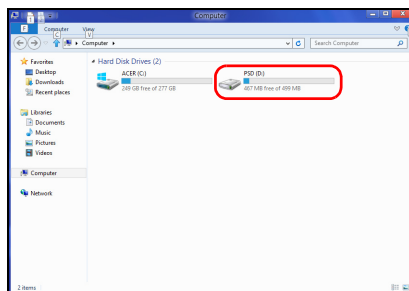 Computer
1
F Computer View
C V
Computer
Search Computer
Favorites
Desktop
Downloads
Recent places
Libraries
Documents
Music
Pictures
Videos
Computer
Network
Hard Disk Drives (2)
ACER (C:)
249 GB free of 277 GB
PSD (D:)
467 MB free of 499 MB
2 items